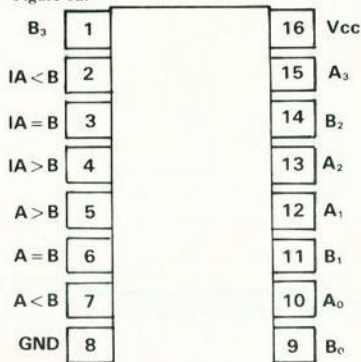 B₃ 1 16 Vcc
IA<B 2 15 A₃
IA=B 3 14 B₂
IA>B 4 13 A₂
A>B 5 12 A₁
A=B 6 11 B₁
A<B 7 10 A₀
GND 8 9 B₀